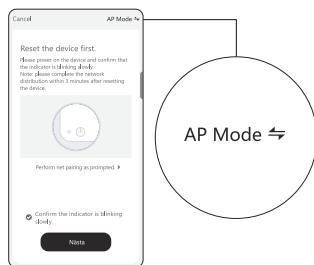 Cancel
AP Mode ⇋
Reset the device first.
Please power on the device and confirm that
the indicator is blinking slowly.
Note: please complete the network
distribution within 3 minutes after resetting
the device.
Perform net pairing as prompted.
Confirm the indicator is blinking
slowly.
Nästa
AP Mode ⇋